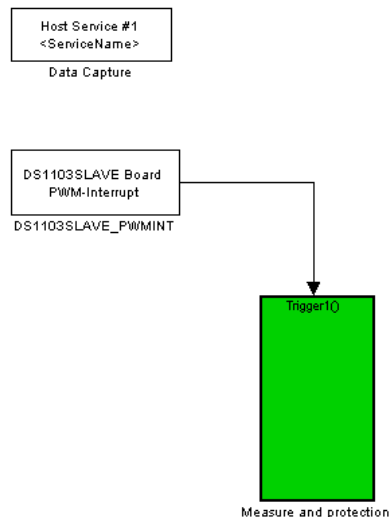 Host Service #1
<ServiceName>
Data Capture
DS1103SLAVE Board
PWM-Interrupt
DS1103SLAVE_PWMINT
Trigger1()
Measure and protection